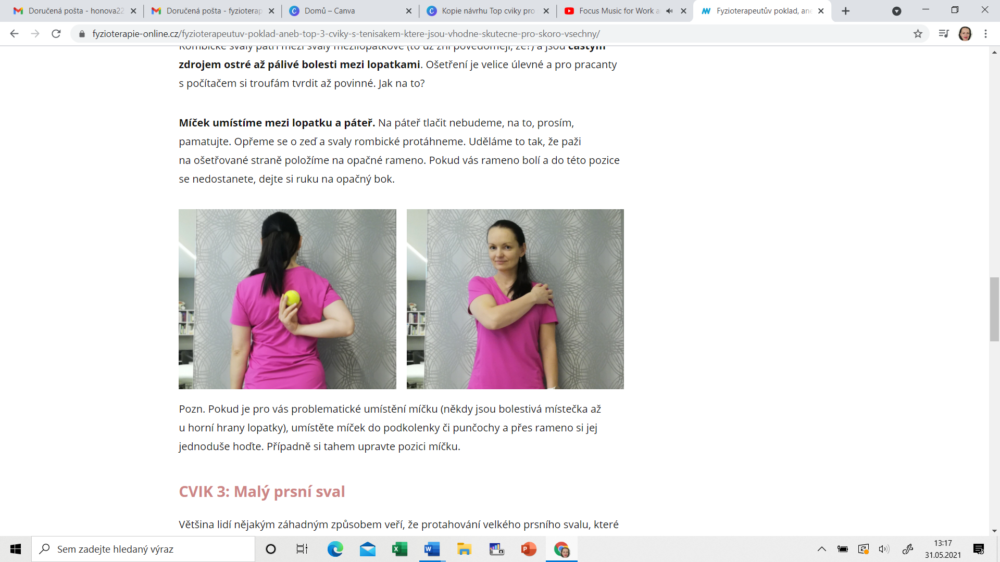 Doručená pošta - honova22
Doručená pošta - fyzioterap
Domů – Canva
Kopie návrhu Top cviky pro
Focus Music for Work a
Fyzioterapeutův poklad, ane
fyzioterapie-online.cz/fyzioterapeutuv-poklad-aneb-top-3-cviky-s-tenisakem-ktere-jsou-vhodne-skutecne-pro-skoro-vsechny/
Rombické svaly patří mezi svaly mezilopatkové (to už zní povědoměji, že?) a jsou častým
zdrojem ostré až pálivé bolesti mezi lopatkami. Ošetření je velice úlevné a pro pracanty
s počítačem si troufám tvrdit až povinné. Jak na to?
Míček umístíme mezi lopatku a páteř. Na páteř tlačit nebudeme, na to, prosím,
pamatujte. Opřeme se o zeď a svaly rombické protáhneme. Uděláme to tak, že paži
na ošetřované straně položíme na opačné rameno. Pokud vás rameno bolí a do této pozice
se nedostanete, dejte si ruku na opačný bok.
Pozn. Pokud je pro vás problematické umístění míčku (někdy jsou bolestivá místečka až
u horní hrany lopatky), umístěte míček do podkolenky či punčochy a přes rameno si jej
jednoduše hoďte. Případně si tahem upravte pozici míčku.
CVIK 3: Malý prsní sval
Většina lidí nějakým záhadným způsobem veří, že protahování velkého prsního svalu, které
Sem zadejte hledaný výraz
13:17
31.05.2021